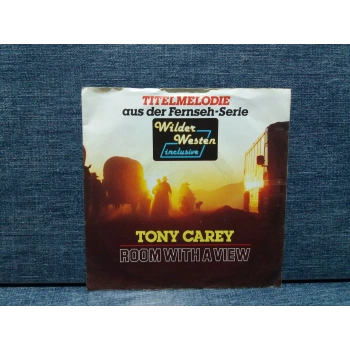 TITELMELODIE
aus der Fernseh-Serie
Wilder
Westen
inclusive
TONY CAREY
ROOM WITH A VIEW